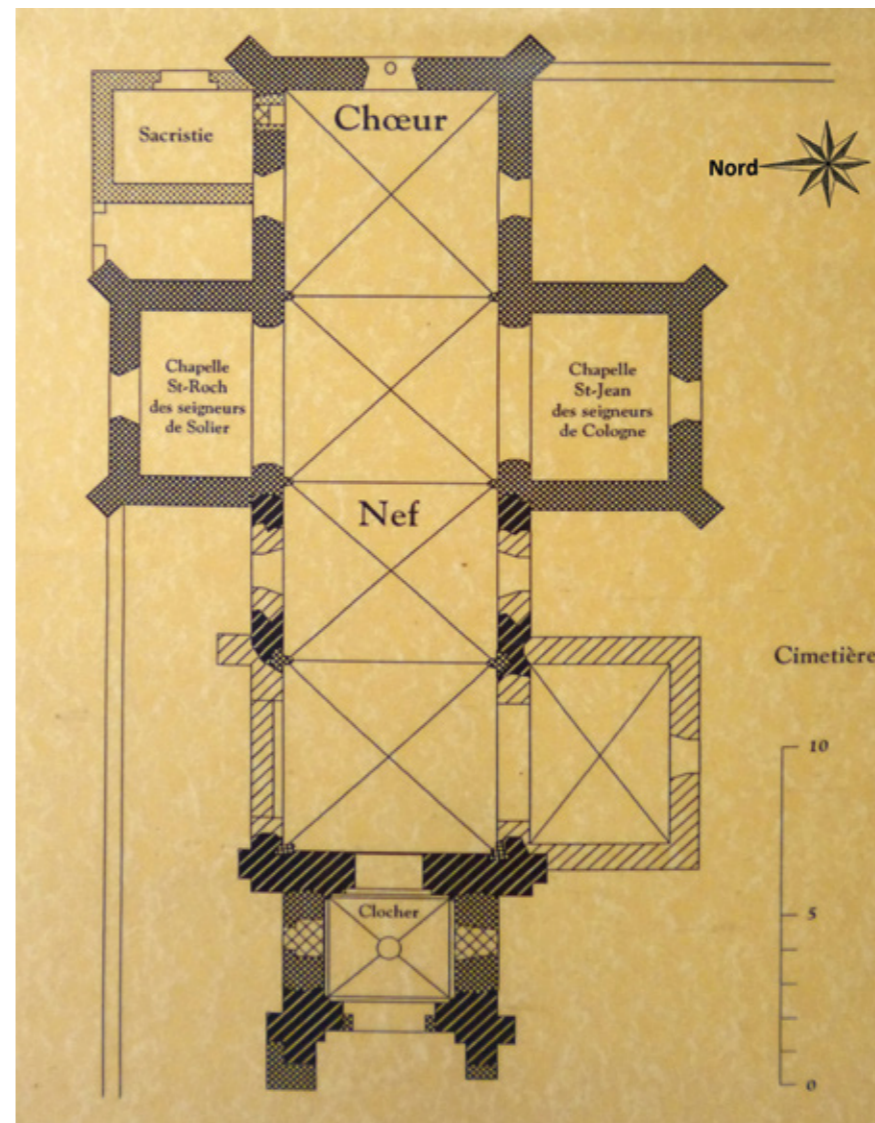 Chœur
Sacristie
Nord
Chapelle
St-Roch
des seigneurs
de Solier
Chapelle
St-Jean
des seigneurs
de Cologne
Nef
Cimetière
10
Clocher
5
0